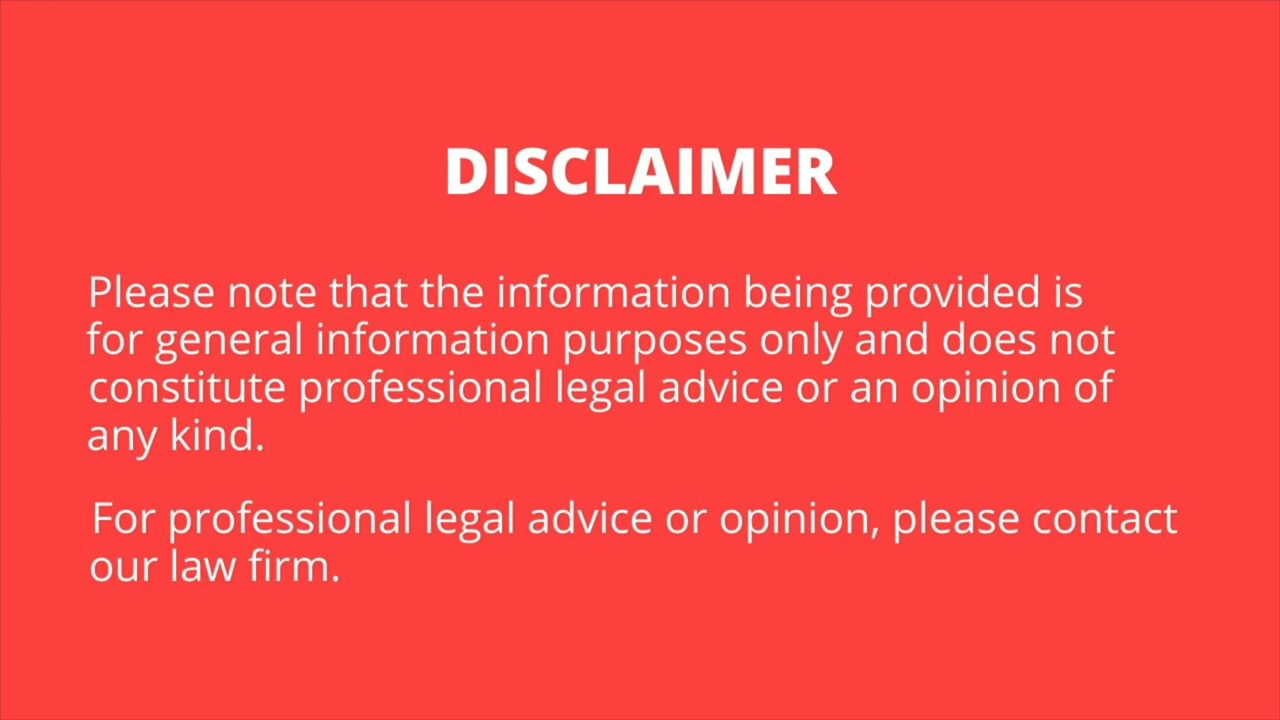 DISCLAIMER
Please note that the information being provided is
for general information purposes only and does not
constitute professional legal advice or an opinion of
any kind.
For professional legal advice or opinion, please contact
our law firm.